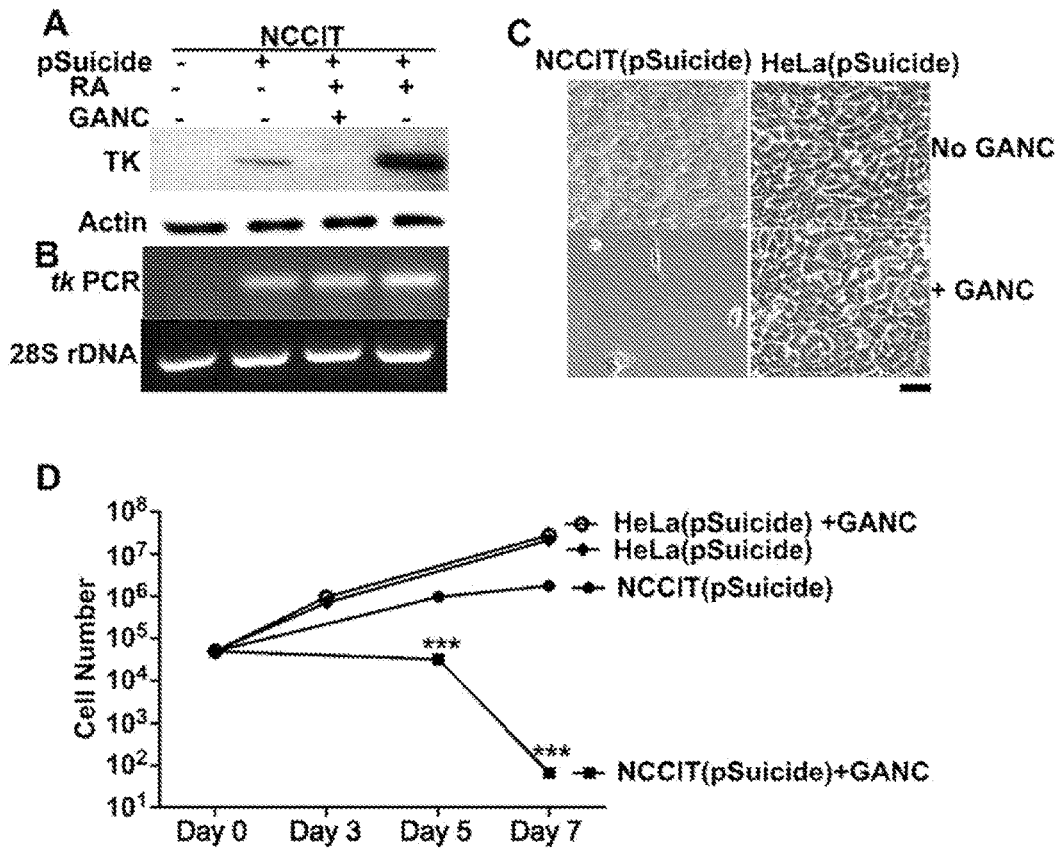 A
NCCIT
pSuicide - + + +
RA - - + +
GANC - - + -
TK
Actin
B
tk PCR
28S rDNA
C
NCCIT(pSuicide) HeLa(pSuicide)
No GANC
+ GANC
D
Cell Number
10⁸
10⁷
10⁶
10⁵
10⁴
10³
10²
10¹
HeLa(pSuicide) +GANC
HeLa(pSuicide)
NCCIT(pSuicide)
***
***
NCCIT(pSuicide)+GANC
Day 0 Day 3 Day 5 Day 7